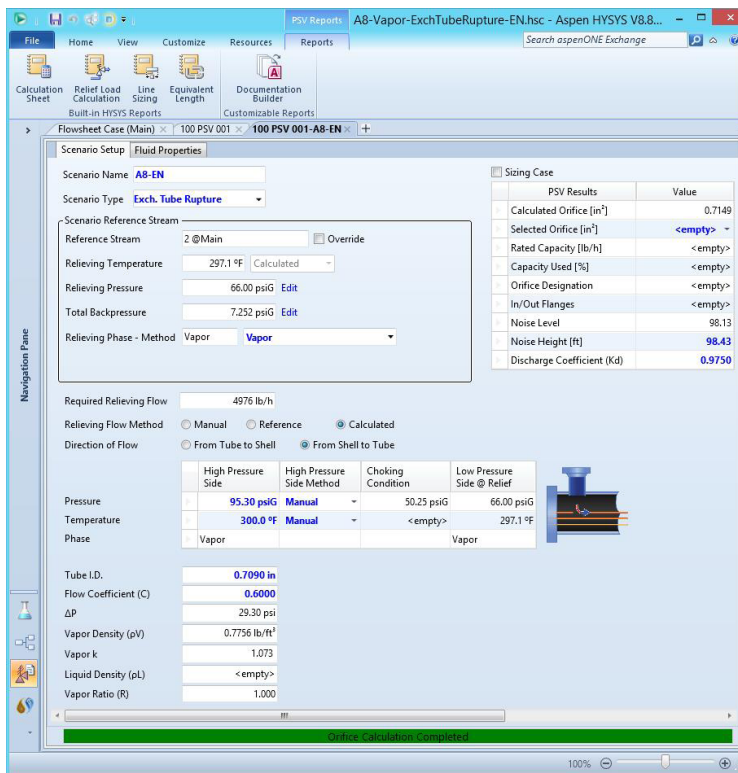 PSV Reports A8-Vapor-ExchTubeRupture-EN.hsc - Aspen HYSYS V8.8...
File Home View Customize Resources Reports Search aspenONE Exchange
Calculation Sheet
Relief Load Calculation
Line Sizing
Equivalent Length
Documentation Builder
Built-in HYSYS Reports Customizable Reports
Flowsheet Case (Main) 100 PSV 001 100 PSV 001-A8-EN
Scenario Setup Fluid Properties
Scenario Name A8-EN
Scenario Type Exch. Tube Rupture
Scenario Reference Stream
Reference Stream 2 @Main Override
Relieving Temperature 297.1 ºF Calculated
Relieving Pressure 66.00 psiG Edit
Total Backpressure 7.252 psiG Edit
Relieving Phase - Method Vapor Vapor
Sizing Case
PSV Results Value
Calculated Orifice [in²] 0.7149
Selected Orifice [in²] <empty>
Rated Capacity [lb/h] <empty>
Capacity Used [%] <empty>
Orifice Designation <empty>
In/Out Flanges <empty>
Noise Level 98.13
Noise Height [ft] 98.43
Discharge Coefficient (Kd) 0.9750
Navigation Pane
Required Relieving Flow 4976 lb/h
Relieving Flow Method Manual Reference Calculated
Direction of Flow From Tube to Shell From Shell to Tube
High Pressure Side High Pressure Side Method Choking Condition Low Pressure Side @ Relief
Pressure 95.30 psiG Manual 50.25 psiG 66.00 psiG
Temperature 300.0 ºF Manual <empty> 297.1 ºF
Phase Vapor Vapor
Tube I.D. 0.7090 in
Flow Coefficient (C) 0.6000
ΔP 29.30 psi
Vapor Density (ρV) 0.7756 lb/ft³
Vapor k 1.073
Liquid Density (ρL) <empty>
Vapor Ratio (R) 1.000
Orifice Calculation Completed
100%